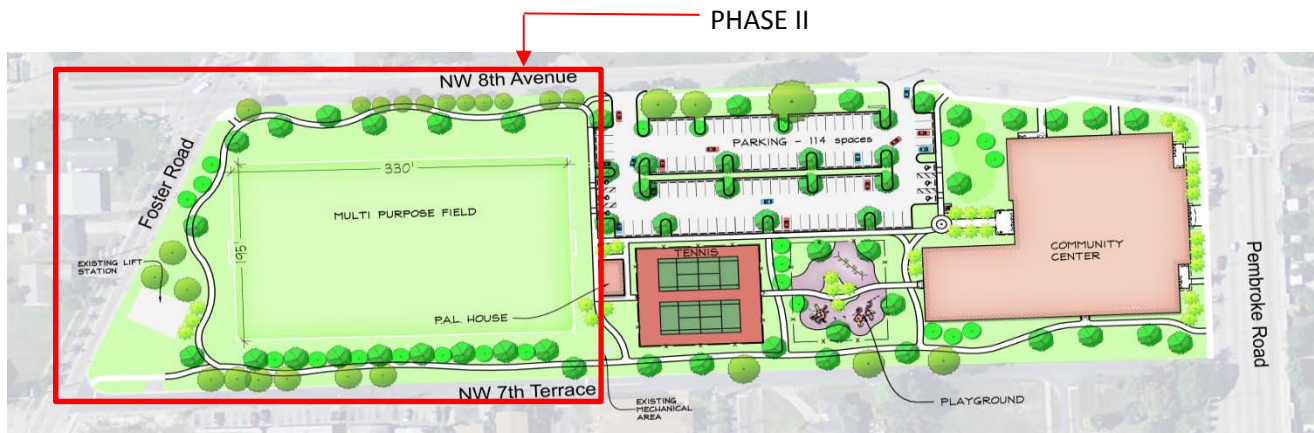 PHASE II
NW 8th Avenue
Foster Road
330'
195'
MULTI PURPOSE FIELD
EXISTING LIFT
STATION
P.A.L. HOUSE
NW 7th Terrace
EXISTING
MECHANICAL
AREA
PARKING - 114 spaces
TENNIS
PLAYGROUND
COMMUNITY
CENTER
Pembroke Road